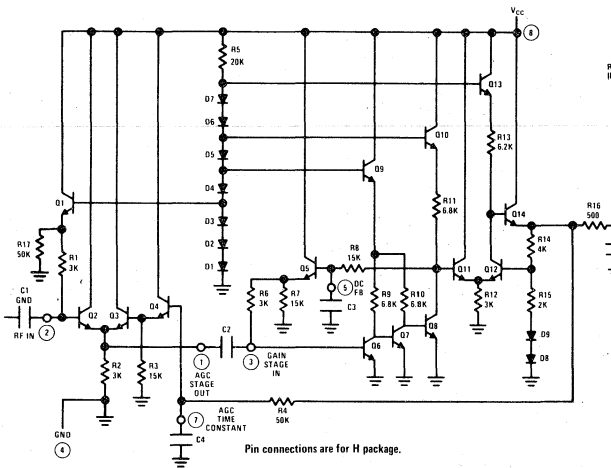 VCC
8
R5
20K
R
Q13
D7
D6
Q10
R13
6.2K
D5
Q9
D4
Q1
Q14
R16
500
R11
6.8K
D3
R17
50K
R1
3K
D2
Q5
R8
15K
R14
4K
D1
Q11
Q12
C1
GND
5
DC
FB
Q2
Q3
Q4
R6
3K
R7
15K
C3
R9
6.8K
R10
6.8K
R12
3K
R15
2K
RF IN
2
C2
Q8
Q7
D9
R2
3K
R3
15K
1
3
GAIN
STAGE
IN
Q6
D8
AGC
STAGE
OUT
R4
50K
GND
4
7
AGC
TIME
CONSTANT
C4
Pin connections are for H package.